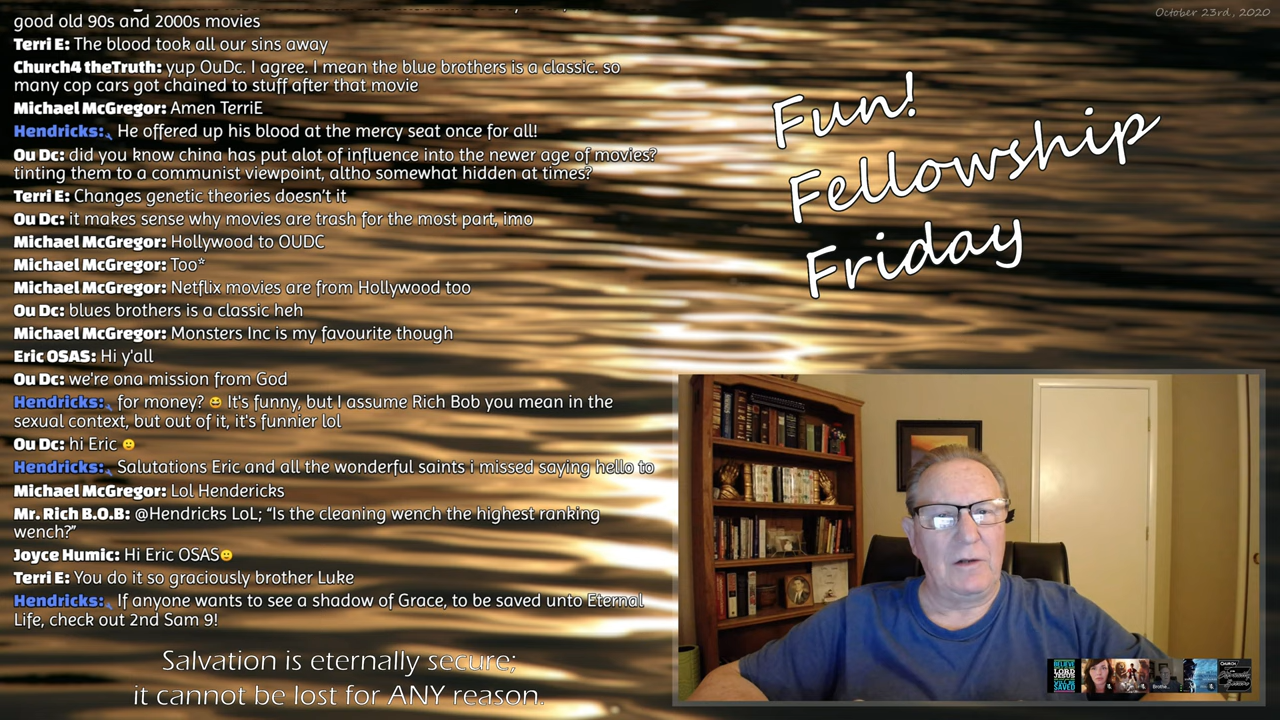 October 23rd, 2020
good old 90s and 2000s movies
Terri E: The blood took all our sins away
Church4 theTruth: yup OuDc. I agree. I mean the blue brothers is a classic. so
many cop cars got chained to stuff after that movie
Michael McGregor: Amen TerriE
Hendricks: He offered up his blood at the mercy seat once for all!
Ou Dc: did you know china has put alot of influence into the newer age of movies?
tinting them to a communist viewpoint, altho somewhat hidden at times?
Terri E: Changes genetic theories doesn't it
Ou Dc: it makes sense why movies are trash for the most part, imo
Michael McGregor: Hollywood to OUDC
Michael McGregor: Too*
Michael McGregor: Netflix movies are from Hollywood too
Ou Dc: blues brothers is a classic heh
Michael McGregor: Monsters Inc is my favourite though
Eric OSAS: Hi y'all
Ou Dc: we're ona mission from God
Hendricks: for money? 😄 It's funny, but I assume Rich Bob you mean in the
sexual context, but out of it, it's funnier lol
Ou Dc: hi Eric 🙂
Hendricks: Salutations Eric and all the wonderful saints i missed saying hello to
Michael McGregor: Lol Hendericks
Mr. Rich B.O.B: @Hendricks LoL; “Is the cleaning wench the highest ranking
wench?”
Joyce Humic: Hi Eric OSAS🙂
Terri E: You do it so graciously brother Luke
Hendricks: If anyone wants to see a shadow of Grace, to be saved unto Eternal
Life, check out 2nd Sam 9!
Salvation is eternally secure;
it cannot be lost for ANY reason.
Fun!
Fellowship
Friday
BELIEVE
LORD
JESUS
SAVED
Brothe...
CHURCH